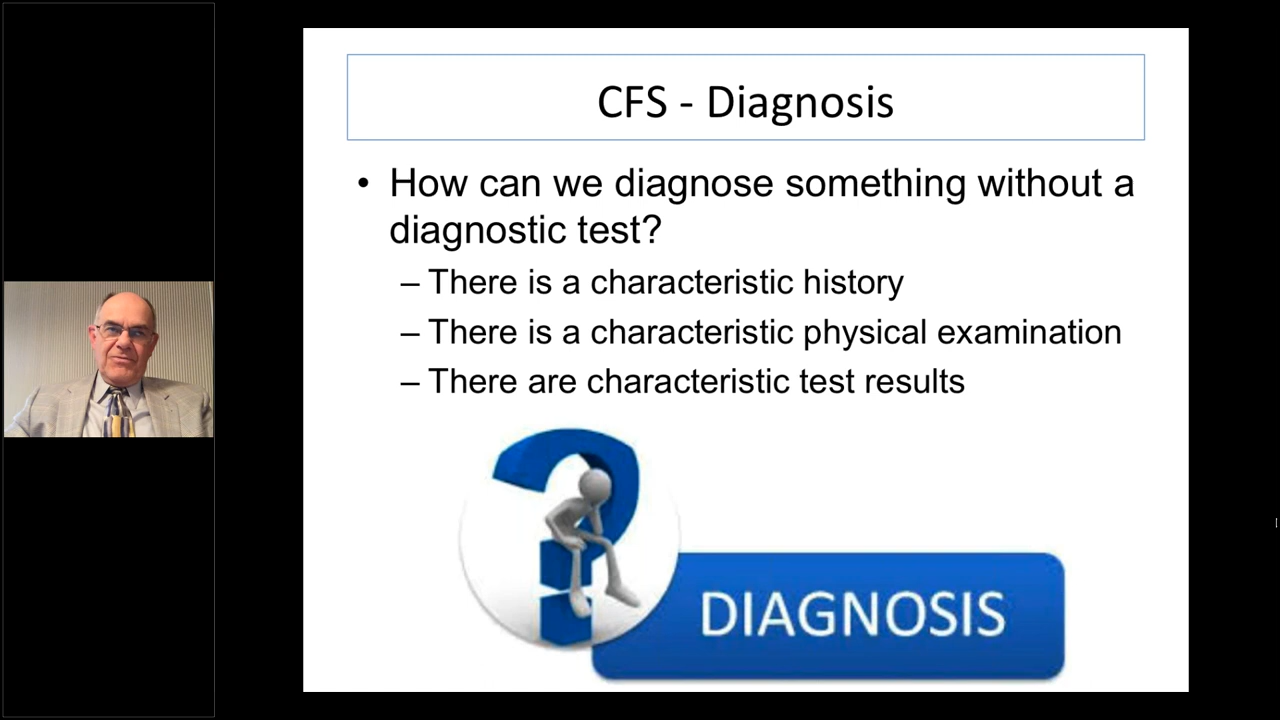 CFS - Diagnosis
• How can we diagnose something without a
diagnostic test?
– There is a characteristic history
– There is a characteristic physical examination
– There are characteristic test results
DIAGNOSIS